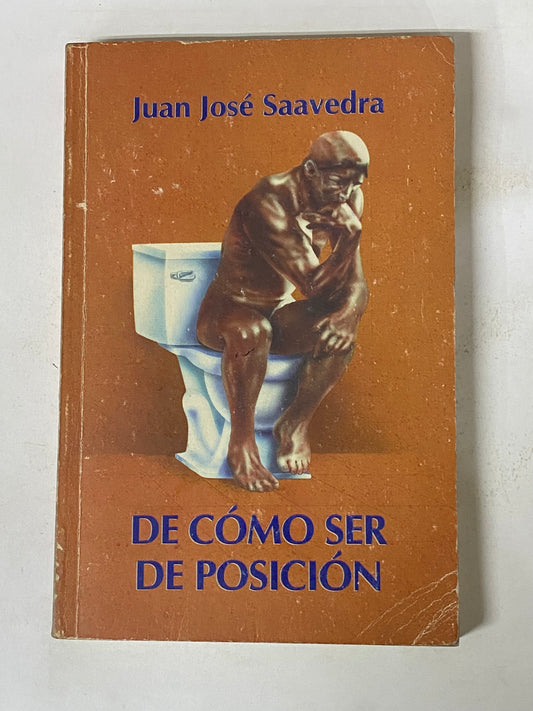 Juan José Saavedra
DE CÓMO SER
DE POSICIÓN